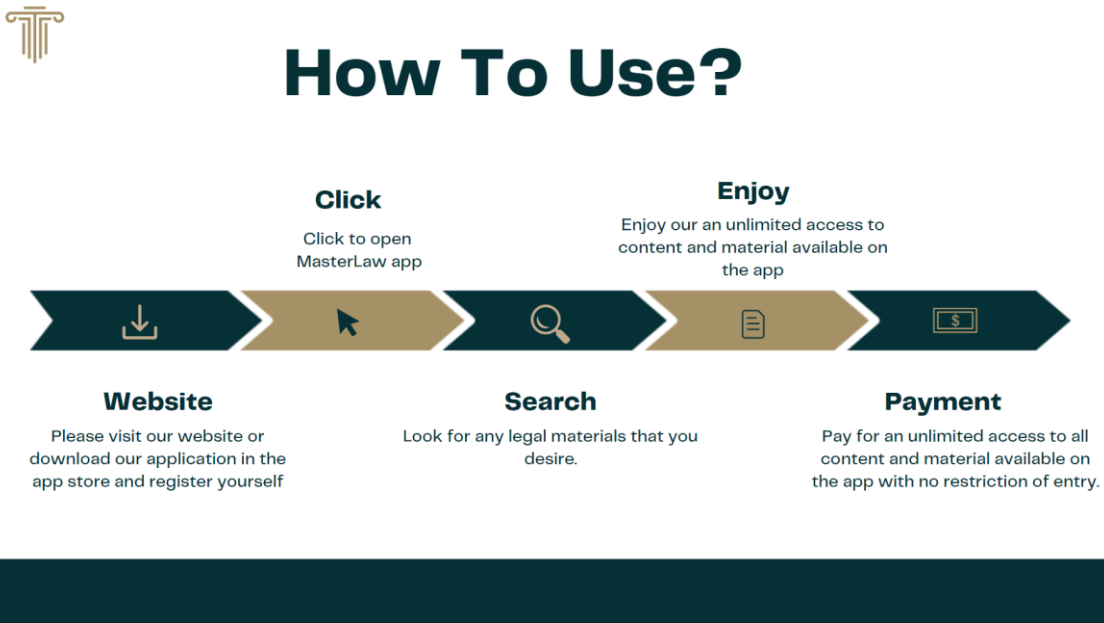 How To Use?
Click
Click to open
MasterLaw app
Enjoy
Enjoy our an unlimited access to
content and material available on
the app
$
Website
Please visit our website or
download our application in the
app store and register yourself
Search
Look for any legal materials that you
desire.
Payment
Pay for an unlimited access to all
content and material available on
the app with no restriction of entry.